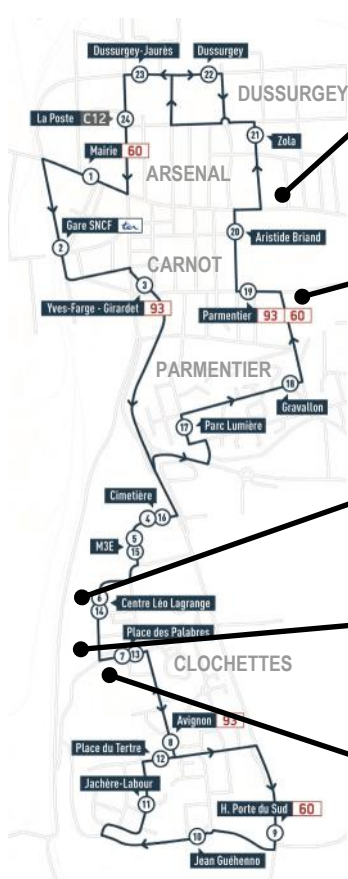 Dussurgey-Jaurès
Dussurgey
23
22
DUSSURGEY
La Poste C12
24
21
Zola
Mairie 60
1
ARSENAL
Gare SNCF ter
2
20
Aristide Briand
CARNOT
3
Yves-Farge - Girardet 93
19
Parmentier 93 60
PARMENTIER
18
Gravallon
17
Parc Lumière
Cimetière
4 16
M3E
5
15
6
14
Centre Léo Lagrange
Place des Palabres
7 13
CLOCHETTES
Avignon 93
8
Place du Tertre
12
Jachère-Labour
11
H. Porte du Sud 60
9
10
Jean Guéhenno